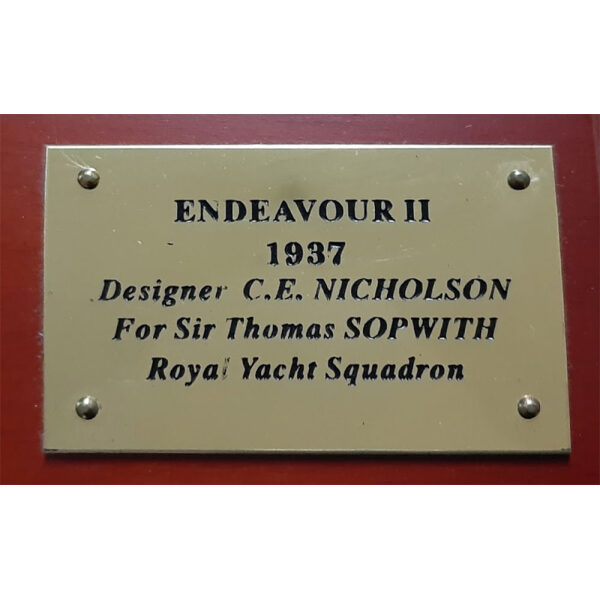 ENDEAVOUR II
1937
Designer C.E. NICHOLSON
For Sir Thomas SOPWITH
Royal Yacht Squadron